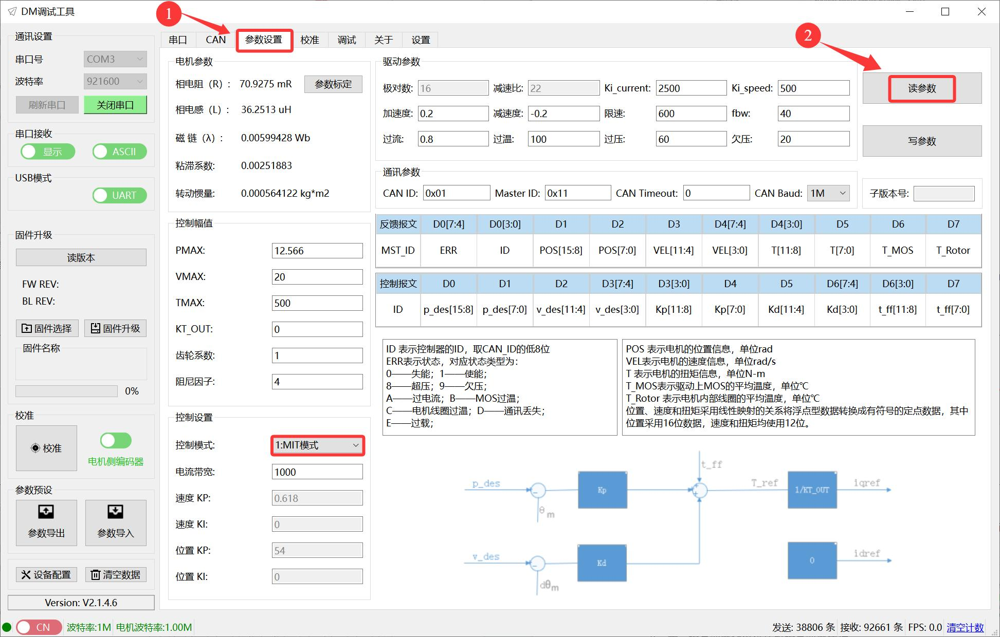 DM调试工具
1
2
串口 CAN 参数设置 校准 调试 关于 设置
通讯设置
串口号 COM3
波特率 921600
刷新串口 关闭串口
串口接收
显示 ASCII
USB模式
UART
固件升级
读版本
FW REV:
BL REV:
固件选择 固件升级
固件名称
0%
校准
校准
电机侧编码器
参数预设
参数导出 参数导入
设备配置 清空数据
Version: V2.1.4.6
电机参数
相电阻（R）: 70.9275 mR 参数标定
相电感（L）: 36.2513 uH
磁 链（λ）: 0.00599428 Wb
粘滞系数: 0.00251883
转动惯量: 0.000564122 kg*m2
控制幅值
PMAX: 12.566
VMAX: 20
TMAX: 500
KT_OUT: 0
齿轮系数: 1
阻尼因子: 4
控制设置
控制模式: 1:MIT模式
电流带宽: 1000
速度 KP: 0.618
速度 KI: 0
位置 KP: 54
位置 KI: 0
驱动参数
极对数: 16 减速比: 22 Ki_current: 2500 Ki_speed: 500
加速度: 0.2 减速度: -0.2 限速: 600 fbw: 40
过流: 0.8 过温: 100 过压: 60 欠压: 20
读参数
写参数
通讯参数
CAN ID: 0x01 Master ID: 0x11 CAN Timeout: 0 CAN Baud: 1M
子版本号:
反馈报文 D0[7:4] D0[3:0] D1 D2 D3 D4[7:4] D4[3:0] D5 D6 D7
MST_ID ERR ID POS[15:8] POS[7:0] VEL[11:4] VEL[3:0] T[11:8] T[7:0] T_MOS T_Rotor
控制报文 D0 D1 D2 D3[7:4] D3[3:0] D4 D5 D6[7:4] D6[3:0] D7
ID p_des[15:8] p_des[7:0] v_des[11:4] v_des[3:0] Kp[11:8] Kp[7:0] Kd[11:4] Kd[3:0] t_ff[11:8] t_ff[7:0]
ID 表示控制器的ID，取CAN_ID的低8位
ERR表示状态，对应状态类型为：
0——失能；1——使能；
8——超压；9——欠压；
A——过电流；B——MOS过温；
C——电机线圈过温；D——通讯丢失；
E——过载；
POS 表示电机的位置信息，单位rad
VEL表示电机的速度信息，单位rad/s
T 表示电机的扭矩信息，单位N-m
T_MOS表示驱动上MOS的平均温度，单位℃
T_Rotor 表示电机内部线圈的平均温度，单位℃
位置、速度和扭矩采用线性映射的关系将浮点型数据转换成有符号的定点数据，其中
位置采用16位数据，速度和扭矩均使用12位。
t_ff
p_des Kp T_ref 1/KT_OUT iqref
θm
v_des Kd 0 idref
dθm
CN 波特率:1M 电机波特率:1.00M
发送: 38806 条 接收: 92661 条 FPS: 0.0 清空计数